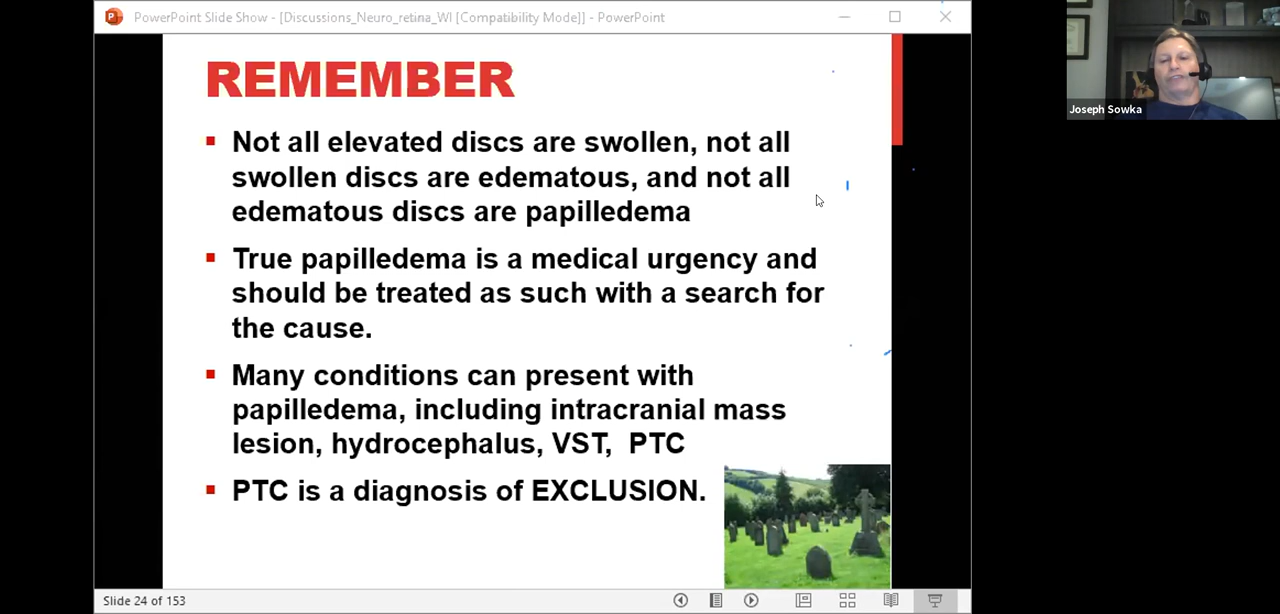 PowerPoint Slide Show - [Discussions_Neuro_retina_WI [Compatibility Mode]] - PowerPoint
REMEMBER
Not all elevated discs are swollen, not all
swollen discs are edematous, and not all
edematous discs are papilledema
True papilledema is a medical urgency and
should be treated as such with a search for
the cause.
Many conditions can present with
papilledema, including intracranial mass
lesion, hydrocephalus, VST, PTC
PTC is a diagnosis of EXCLUSION.
Slide 24 of 153
Joseph Sowka